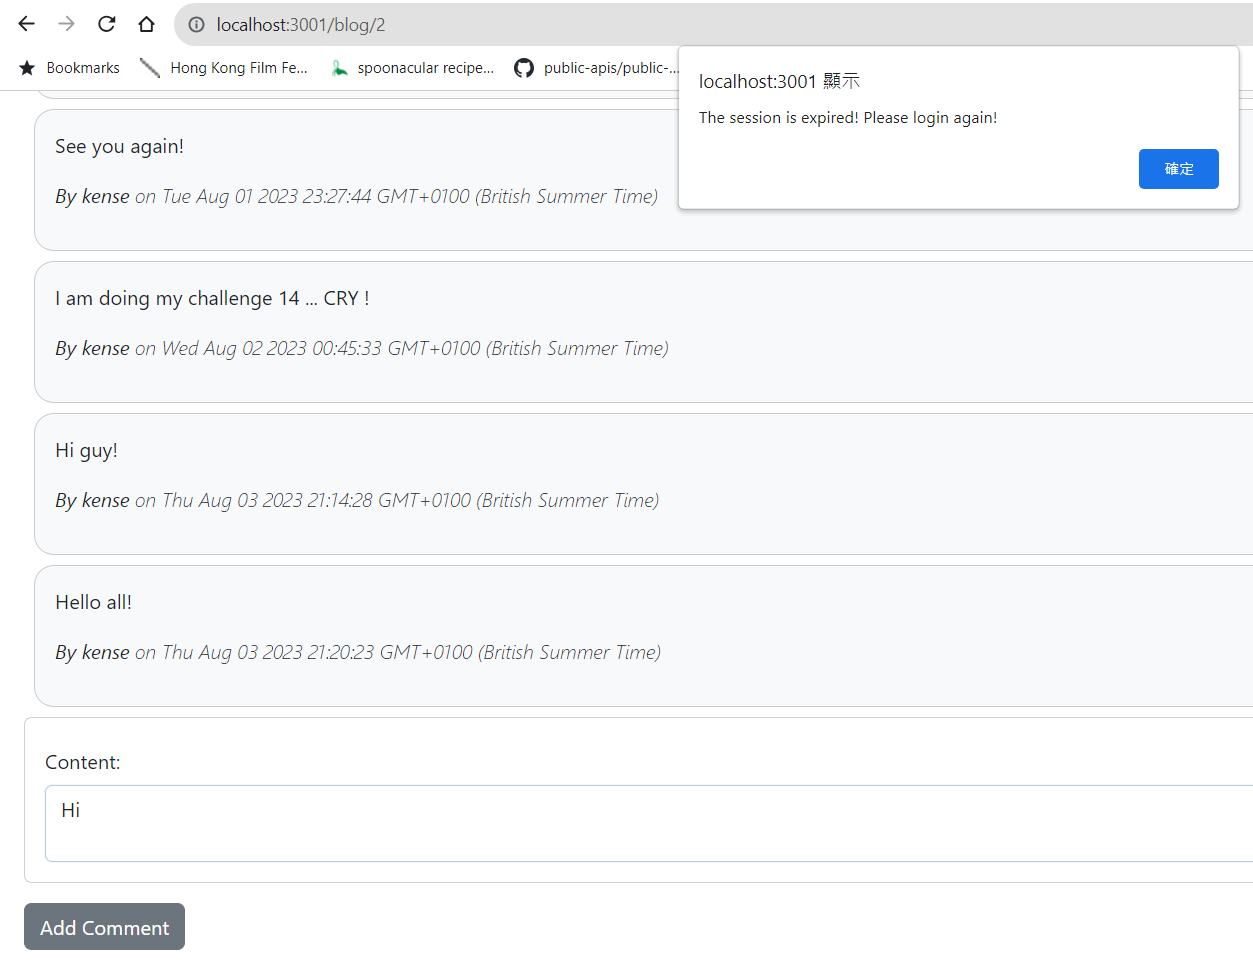 localhost:3001/blog/2
Bookmarks
Hong Kong Film Fe...
spoonacular recipe...
public-apis/public-...
localhost:3001 顯示
The session is expired! Please login again!
確定
See you again!
By kense on Tue Aug 01 2023 23:27:44 GMT+0100 (British Summer Time)
I am doing my challenge 14 ... CRY !
By kense on Wed Aug 02 2023 00:45:33 GMT+0100 (British Summer Time)
Hi guy!
By kense on Thu Aug 03 2023 21:14:28 GMT+0100 (British Summer Time)
Hello all!
By kense on Thu Aug 03 2023 21:20:23 GMT+0100 (British Summer Time)
Content:
Hi
Add Comment